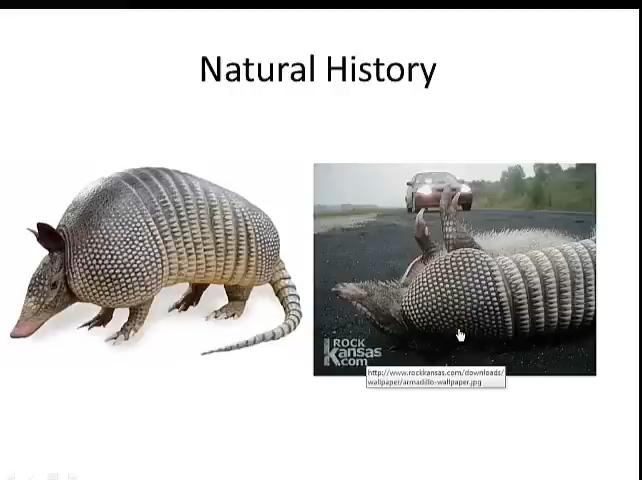 Natural History
ROCK
Kansas
.com
http://www.rockkansas.com/downloads/
wallpaper/armadillo-wallpaper.jpg